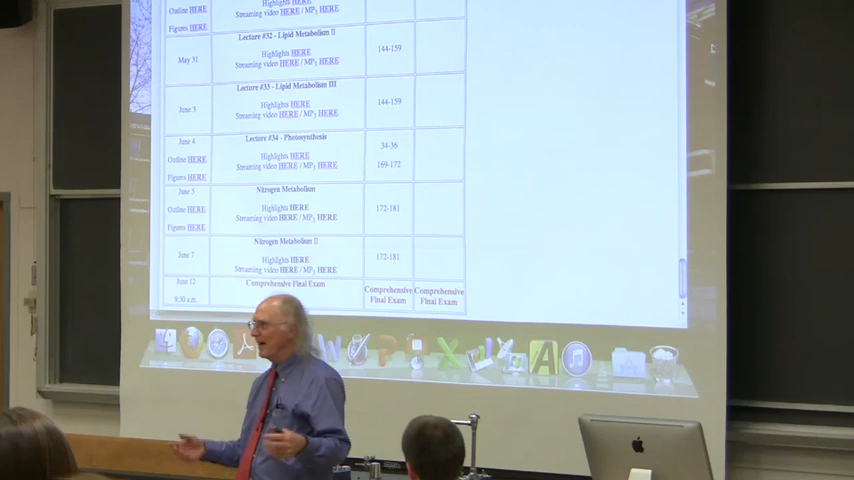 Highlights HERE
Outline HERE
Streaming video HERE / MP3 HERE
Figures HERE
Lecture #32 - Lipid Metabolism II
May 31
Highlights HERE
Streaming video HERE / MP3 HERE
144-159
Lecture #33 - Lipid Metabolism III
June 3
Highlights HERE
Streaming video HERE / MP3 HERE
144-159
June 4
Outline HERE
Figures HERE
Lecture #34 - Photosynthesis
Highlights HERE
Streaming video HERE / MP3 HERE
34-36
169-172
June 5
Outline HERE
Figures HERE
Nitrogen Metabolism
Highlights HERE
Streaming video HERE / MP3 HERE
172-181
June 7
Nitrogen Metabolism II
Highlights HERE
Streaming video HERE / MP3 HERE
172-181
June 12
9:30 a.m.
Comprehensive Final Exam
Comprehensive
Final Exam
Comprehensive
Final Exam